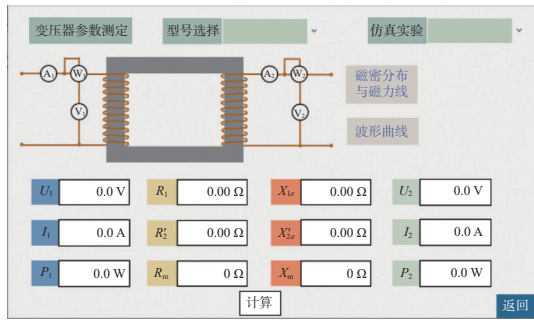 变压器参数测定 型号选择 仿真实验
A₁ W₁ A₂ W₂
V₁ V₂
磁密分布
与磁力线
波形曲线
U₁ 0.0 V R₁ 0.00 Ω X₁σ 0.00 Ω U₂ 0.0 V
I₁ 0.0 A R′₂ 0.00 Ω X′₂σ 0.00 Ω I₂ 0.0 A
P₁ 0.0 W Rₘ 0 Ω Xₘ 0 Ω P₂ 0.0 W
计算
返回